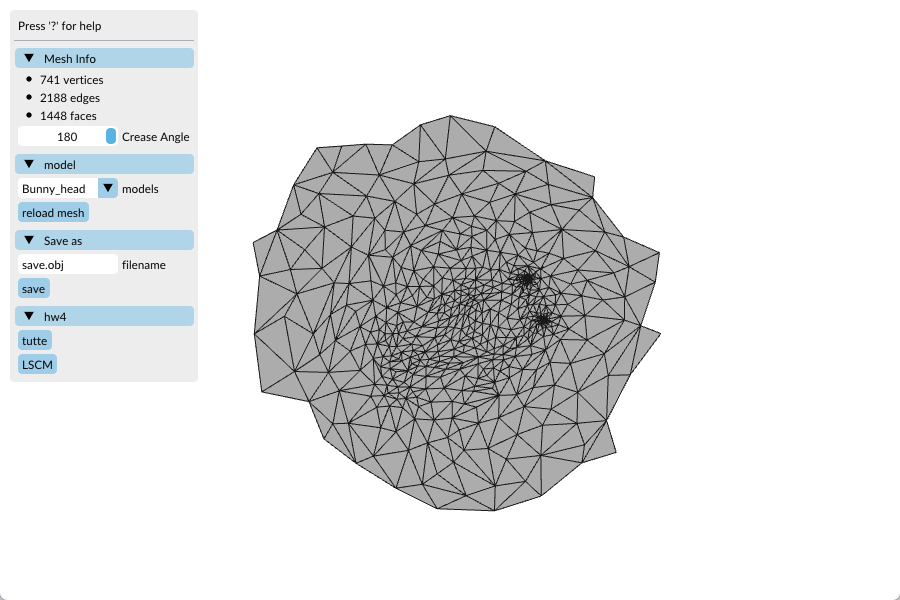 Press '?' for help
Mesh Info
741 vertices
2188 edges
1448 faces
180 Crease Angle
model
Bunny_head models
reload mesh
Save as
save.obj filename
save
hw4
tutte
LSCM